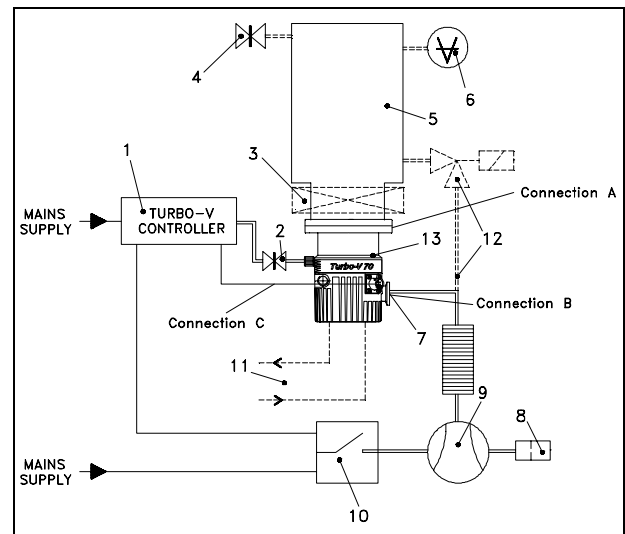 4
6
5
1
3
Connection A
MAINS
SUPPLY
TURBO-V
CONTROLLER
2
13
12
Turbo-V 70
Connection C
Connection B
7
11
9
8
MAINS
SUPPLY
10